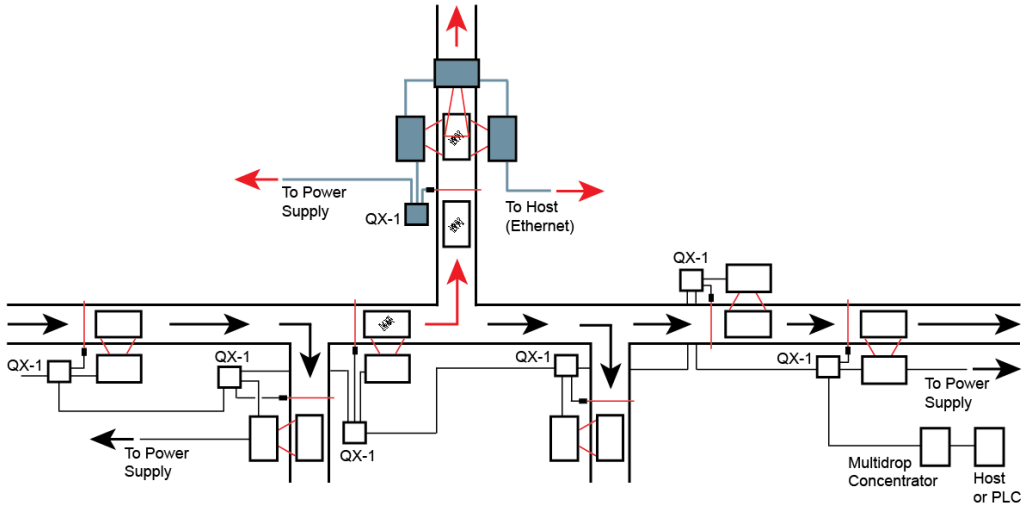 To Power
Supply
QX-1
To Host
(Ethernet)
QX-1
QX-1
QX-1
QX-1
QX-1
QX-1
To Power
Supply
To Power
Supply
Multidrop
Concentrator
Host
or PLC